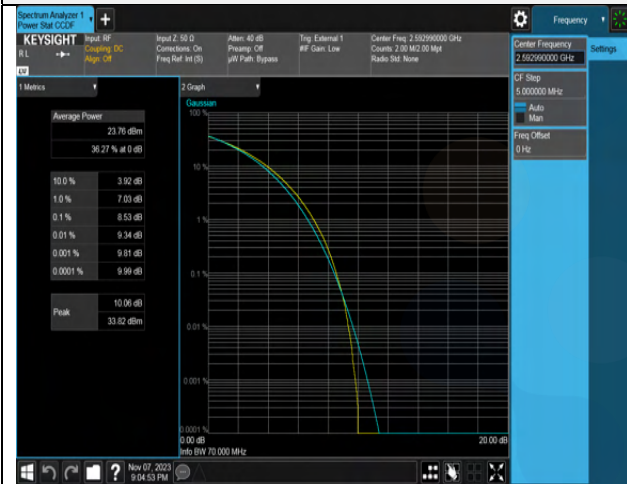 Spectrum Analyzer 1
Power Stat CCDF
+
Frequency
KEYSIGHT
RL
LW
Input: RF
Coupling: DC
Align: Off
Input Z: 50 Ω
Corrections: On
Freq Ref: Int (S)
Atten: 40 dB
Preamp: Off
µW Path: Bypass
Trig: External 1
#IF Gain: Low
Center Freq: 2.592990000 GHz
Counts: 2.00 M/2.00 Mpt
Radio Std: None
Center Frequency
2.592990000 GHz
Settings
CF Step
5.000000 MHz
Auto
Man
Freq Offset
0 Hz
1 Metrics
Average Power
23.76 dBm
36.27 % at 0 dB
10.0 % 3.92 dB
1.0 % 7.03 dB
0.1 % 8.53 dB
0.01 % 9.34 dB
0.001 % 9.81 dB
0.0001 % 9.99 dB
Peak
10.06 dB
33.82 dBm
2 Graph
Gaussian
100 %
10 %
1 %
0.1 %
0.01 %
0.001 %
0.0001 %
0.00 dB
20.00 dB
Info BW 70.000 MHz
?
Nov 07, 2023
9:04:53 PM